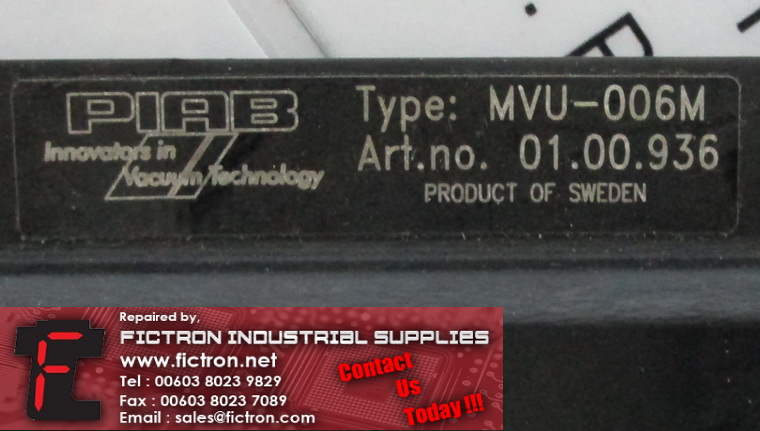 PIAB
Innovators in
Vacuum Technology
Type: MVU-006M
Art.no. 01.00.936
PRODUCT OF SWEDEN
Repaired by,
FICTRON INDUSTRIAL SUPPLIES
www.fictron.net
Tel : 00603 8023 9829
Fax : 00603 8023 7089
Email : sales@fictron.com
F
Contact
Us
Today !!!